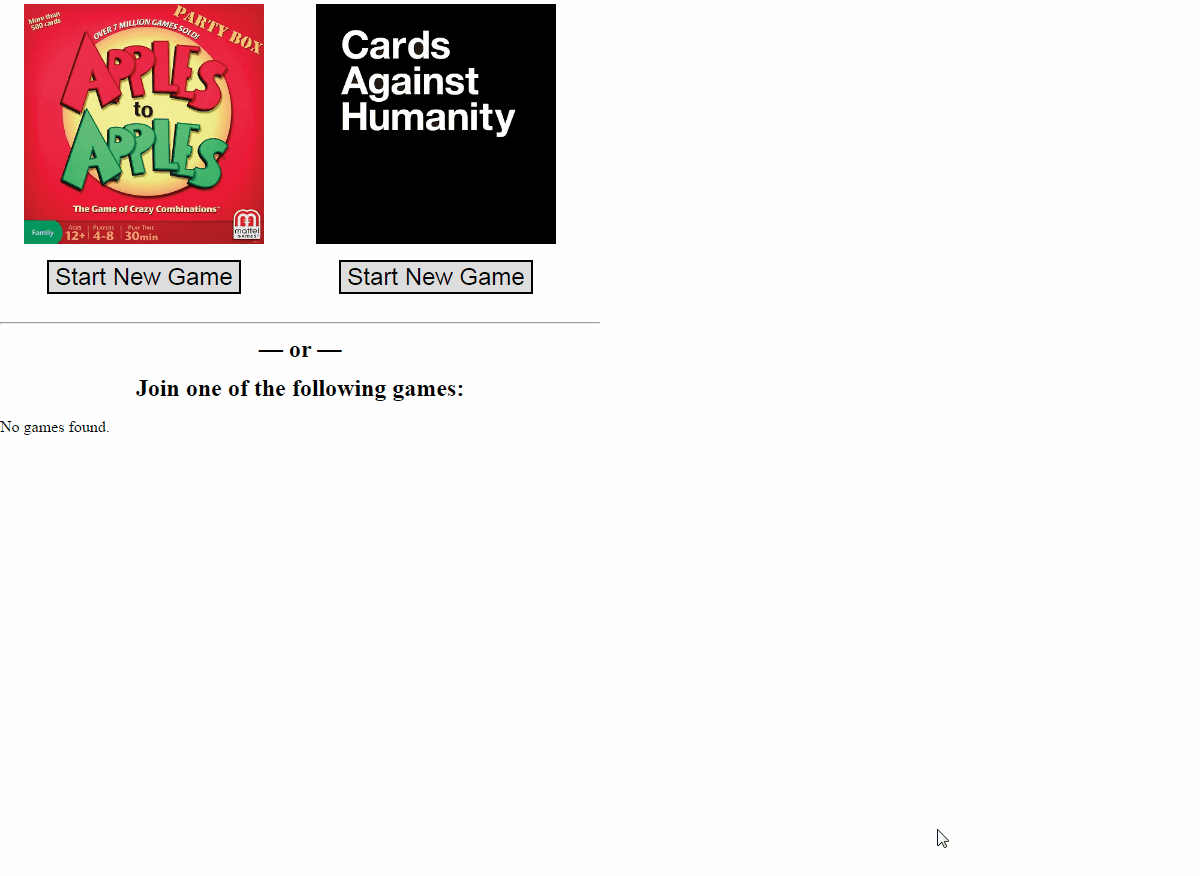 More than
500 cards
OVER 7 MILLION GAMES SOLD!
PARTY BOX
APPLES
to
APPLES
The Game of Crazy Combinations™
Family
AGES
12+
PLAYERS
4-8
PLAY TIME
30min
mattel
GAMES
Cards
Against
Humanity
Start New Game
Start New Game
— or —
Join one of the following games:
No games found.